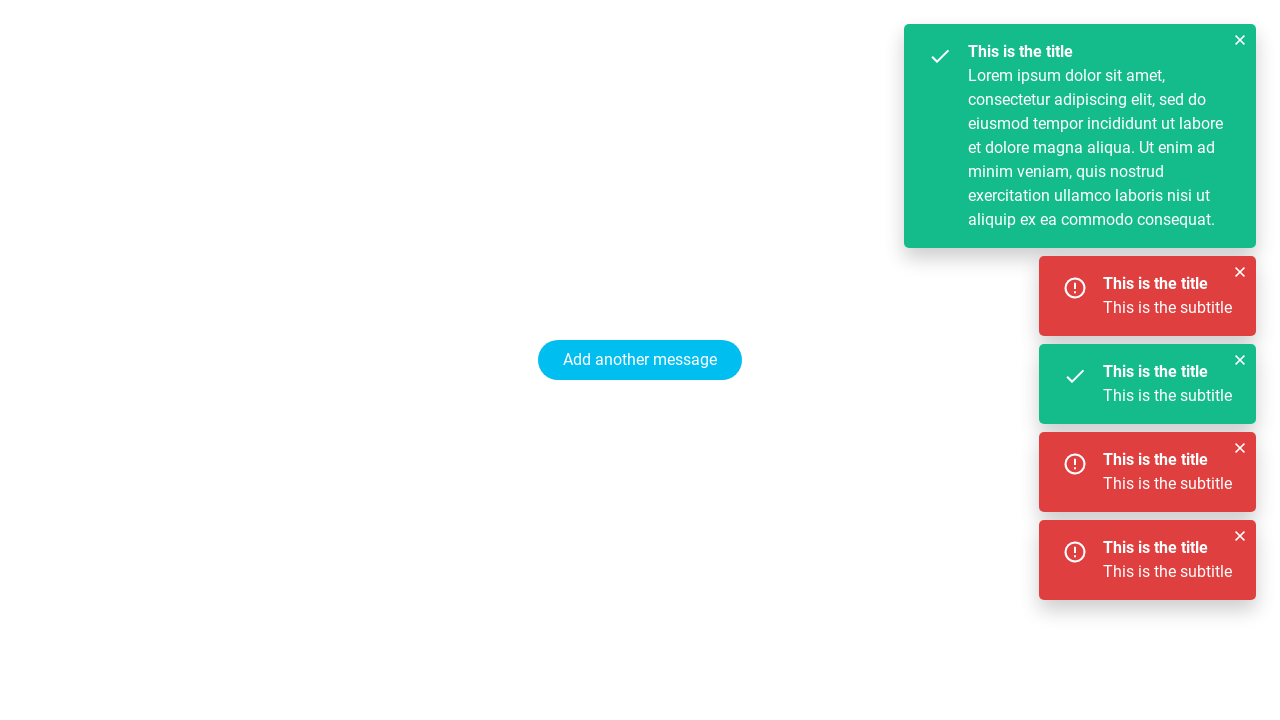 This is the title
Lorem ipsum dolor sit amet,
consectetur adipiscing elit, sed do
eiusmod tempor incididunt ut labore
et dolore magna aliqua. Ut enim ad
minim veniam, quis nostrud
exercitation ullamco laboris nisi ut
aliquip ex ea commodo consequat.
This is the title
This is the subtitle
Add another message
This is the title
This is the subtitle
This is the title
This is the subtitle
This is the title
This is the subtitle